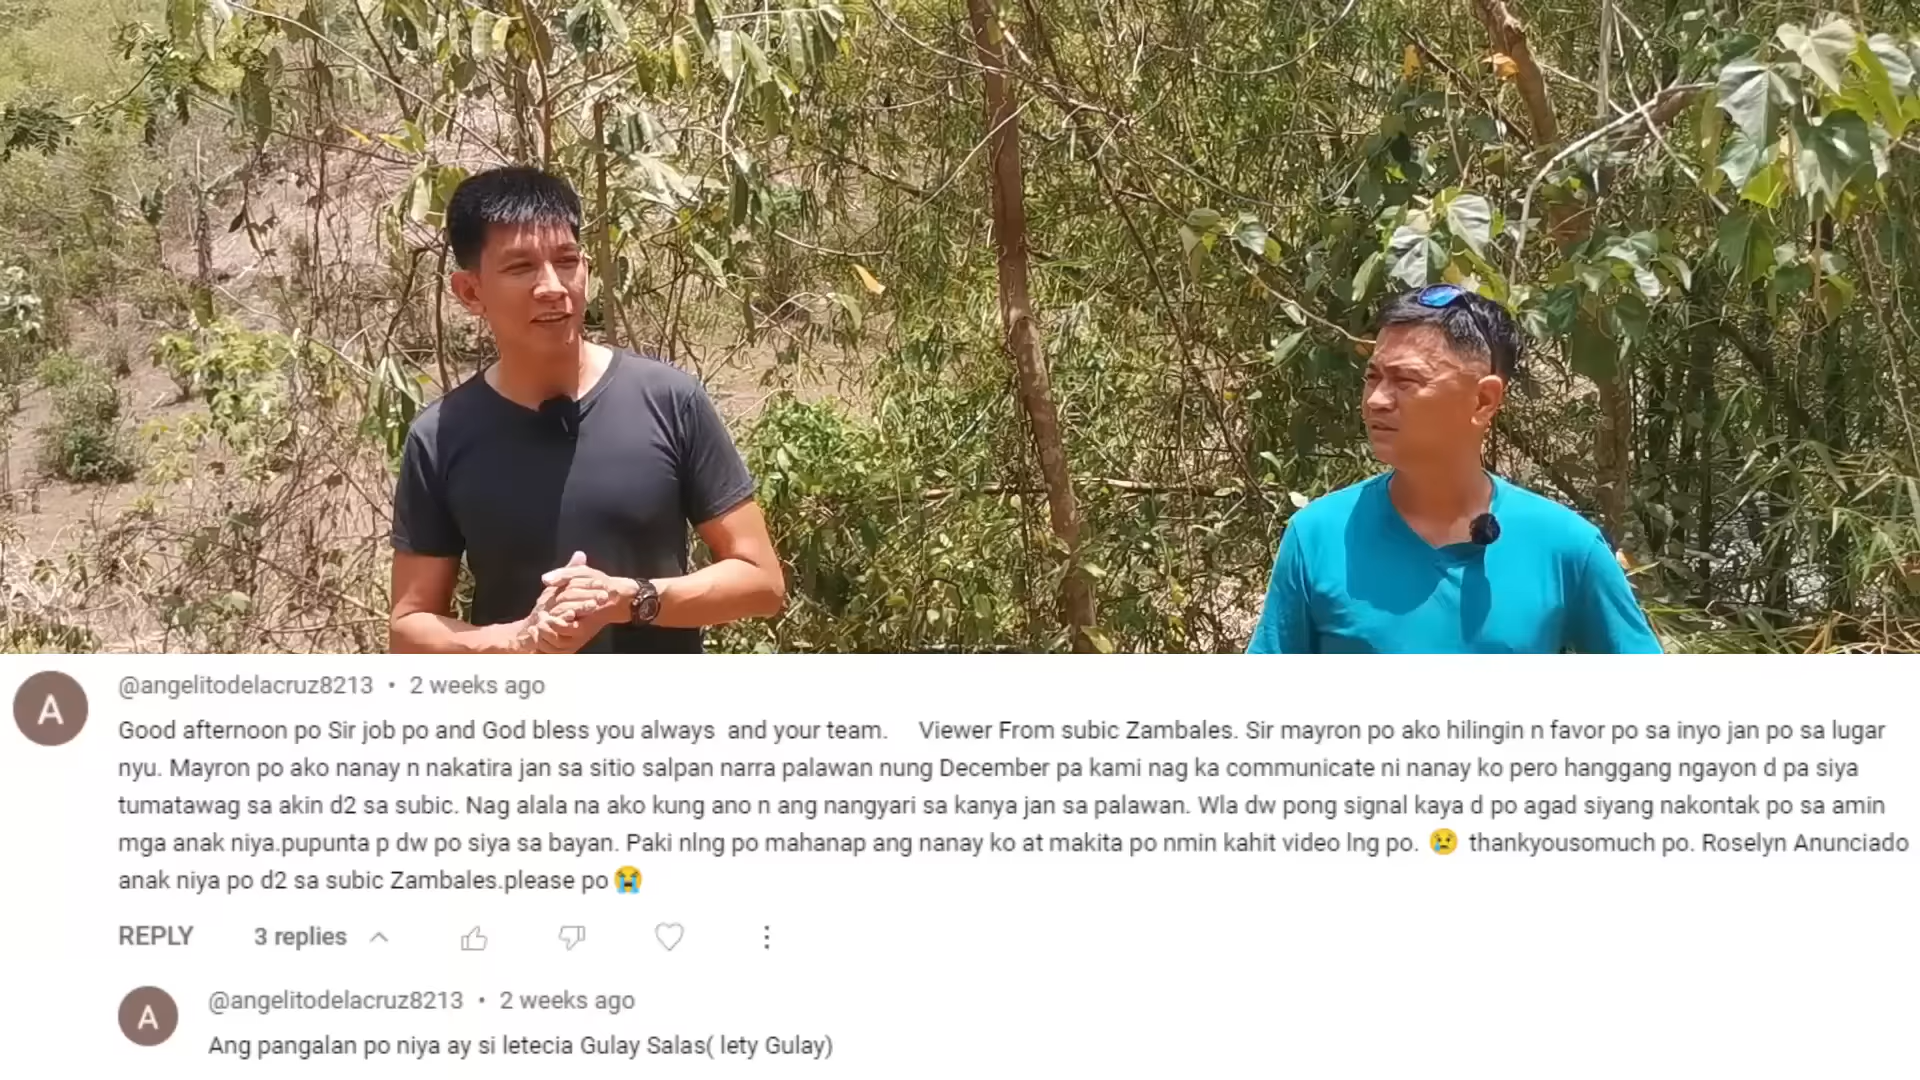 A
@angelitodelacruz8213 • 2 weeks ago
Good afternoon po Sir job po and God bless you always and your team. Viewer From subic Zambales. Sir mayron po ako hilingin n favor po sa inyo jan po sa lugar
nyu. Mayron po ako nanay n nakatira jan sa sitio salpan narra palawan nung December pa kami nag ka communicate ni nanay ko pero hanggang ngayon d pa siya
tumatawag sa akin d2 sa subic. Nag alala na ako kung ano n ang nangyari sa kanya jan sa palawan. Wla dw pong signal kaya d po agad siyang nakontak po sa amin
mga anak niya.pupunta p dw po siya sa bayan. Paki nlng po mahanap ang nanay ko at makita po nmin kahit video lng po. 😢 thankyousomuch po. Roselyn Anunciado
anak niya po d2 sa subic Zambales.please po 😭
REPLY 3 replies
A
@angelitodelacruz8213 • 2 weeks ago
Ang pangalan po niya ay si letecia Gulay Salas( lety Gulay)